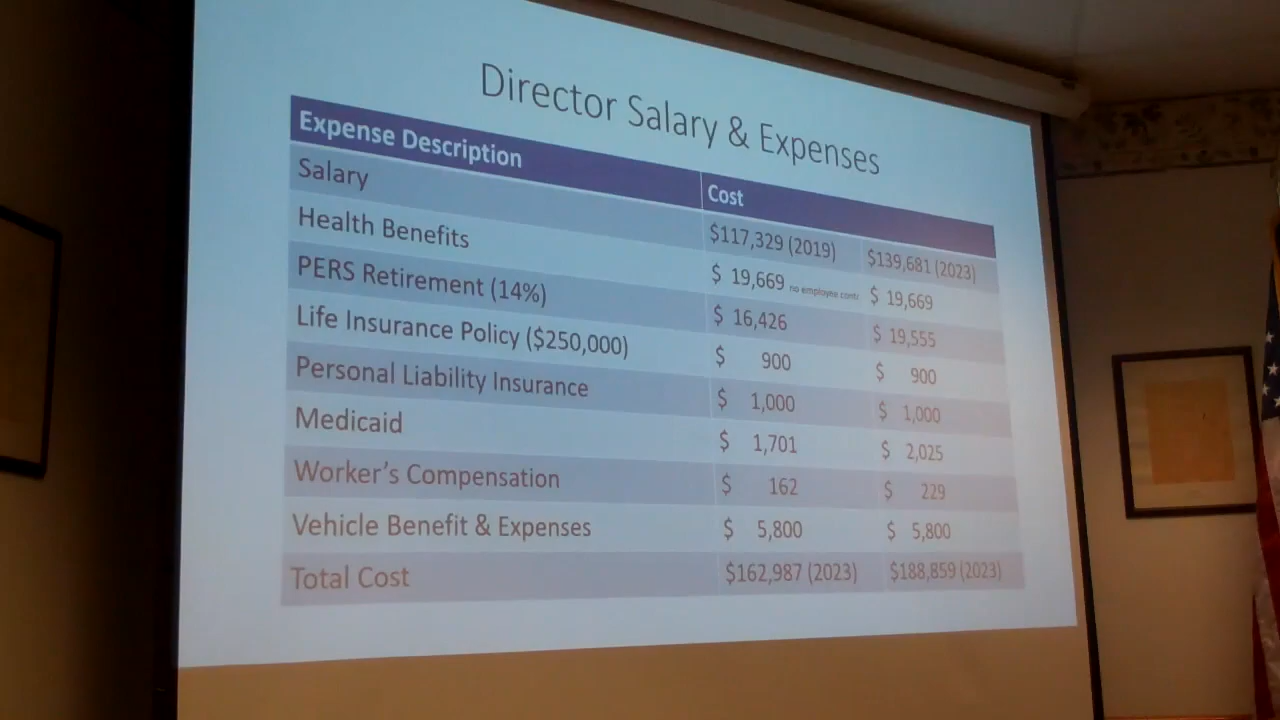 Director Salary & Expenses
Expense Description Cost
Salary $117,329 (2019) $139,681 (2023)
Health Benefits $ 19,669 no employee contr $ 19,669
PERS Retirement (14%) $ 16,426 $ 19,555
Life Insurance Policy ($250,000) $ 900 $ 900
Personal Liability Insurance $ 1,000 $ 1,000
Medicaid $ 1,701 $ 2,025
Worker's Compensation $ 162 $ 229
Vehicle Benefit & Expenses $ 5,800 $ 5,800
Total Cost $162,987 (2023) $188,859 (2023)